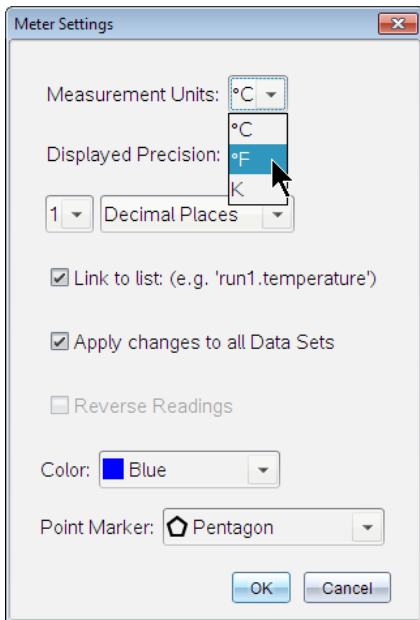 Meter Settings
Measurement Units: °C
°C
Displayed Precision: °F
K
1 Decimal Places
Link to list: (e.g. 'run1.temperature')
Apply changes to all Data Sets
Reverse Readings
Color: Blue
Point Marker: Pentagon
OK Cancel